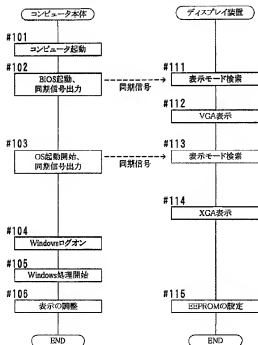 コンピュータ本体
#101
コンピュータ起動
#102
BIOS起動、
同期信号出力
#103
OS起動開始、
同期信号出力
#104
Windowsログオン
#105
Windows処理開始
#106
表示の調整
END
同期信号
同期信号
ディスプレイ装置
#111
表示モード検索
#112
VGA表示
#113
表示モード検索
#114
XGA表示
#115
EEPROMの設定
END